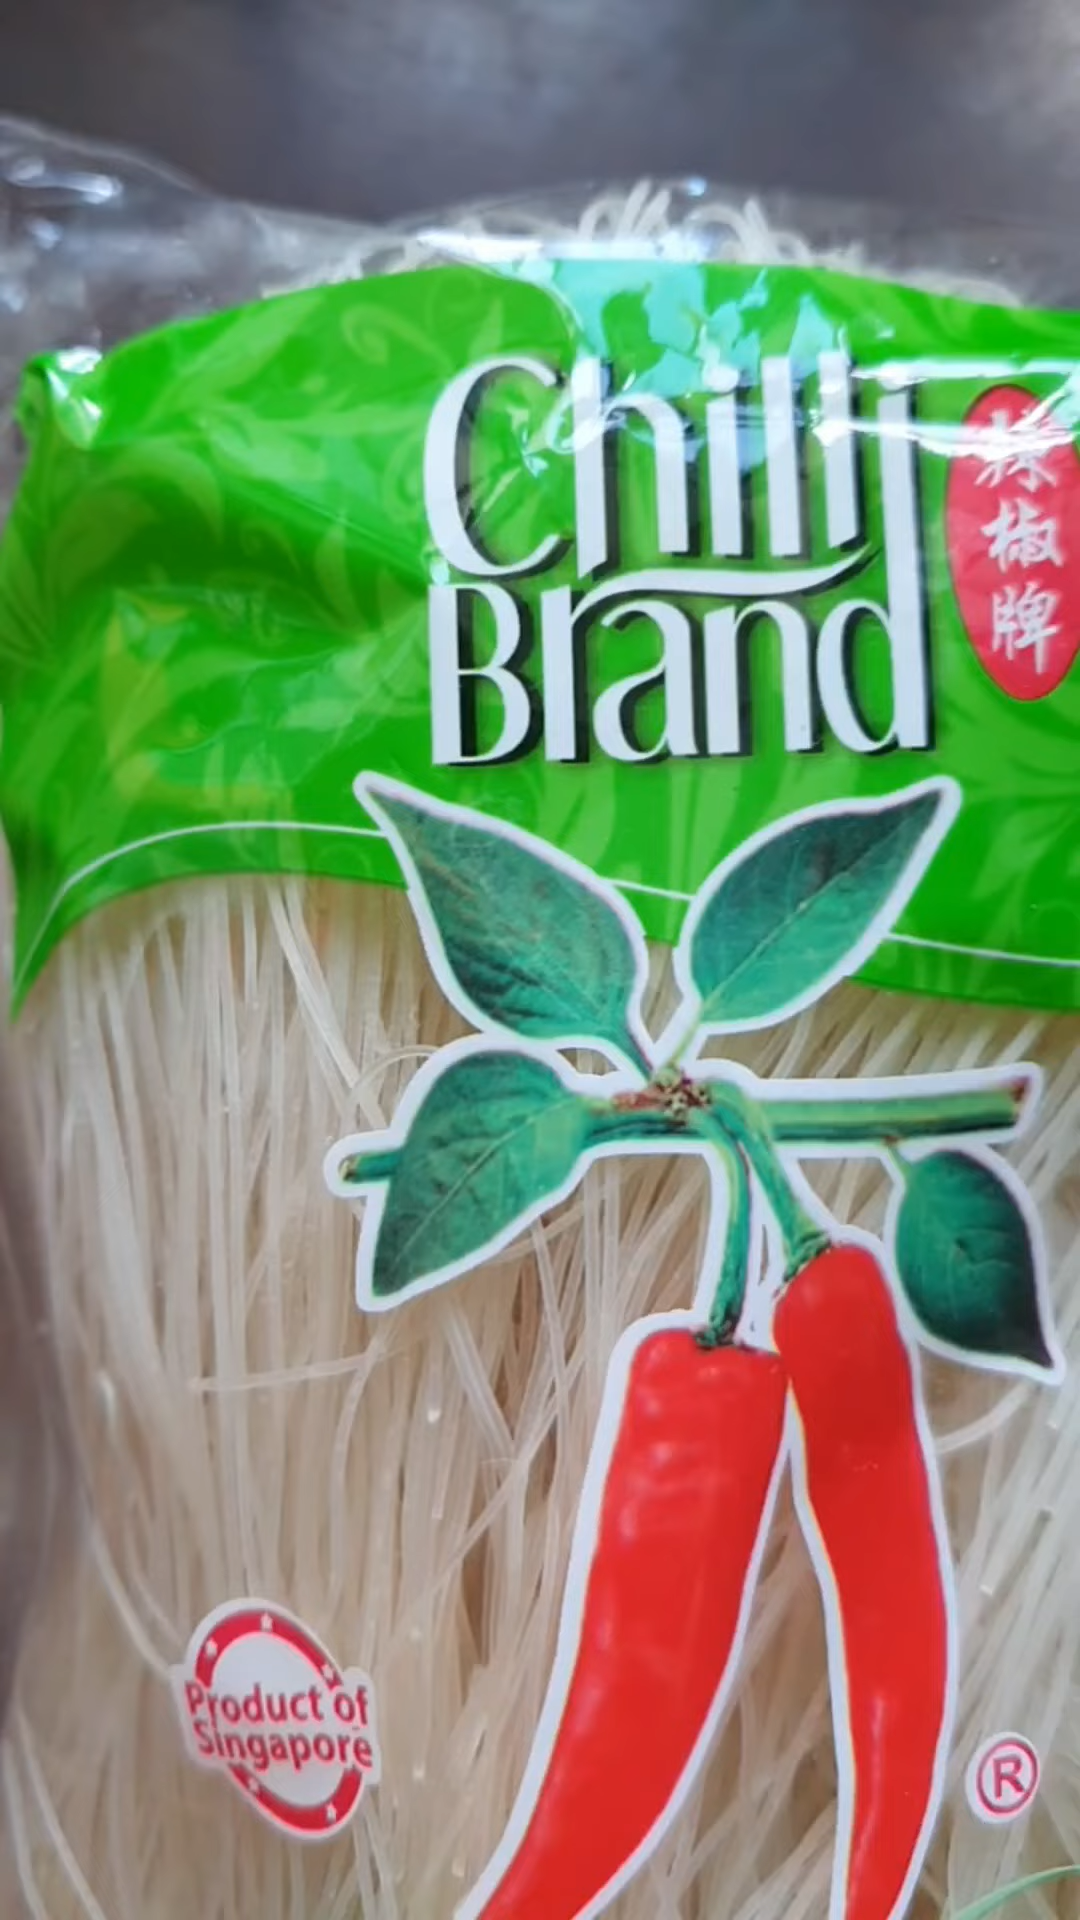 Chilli
Brand
辣
椒
牌
Product of
Singapore
®